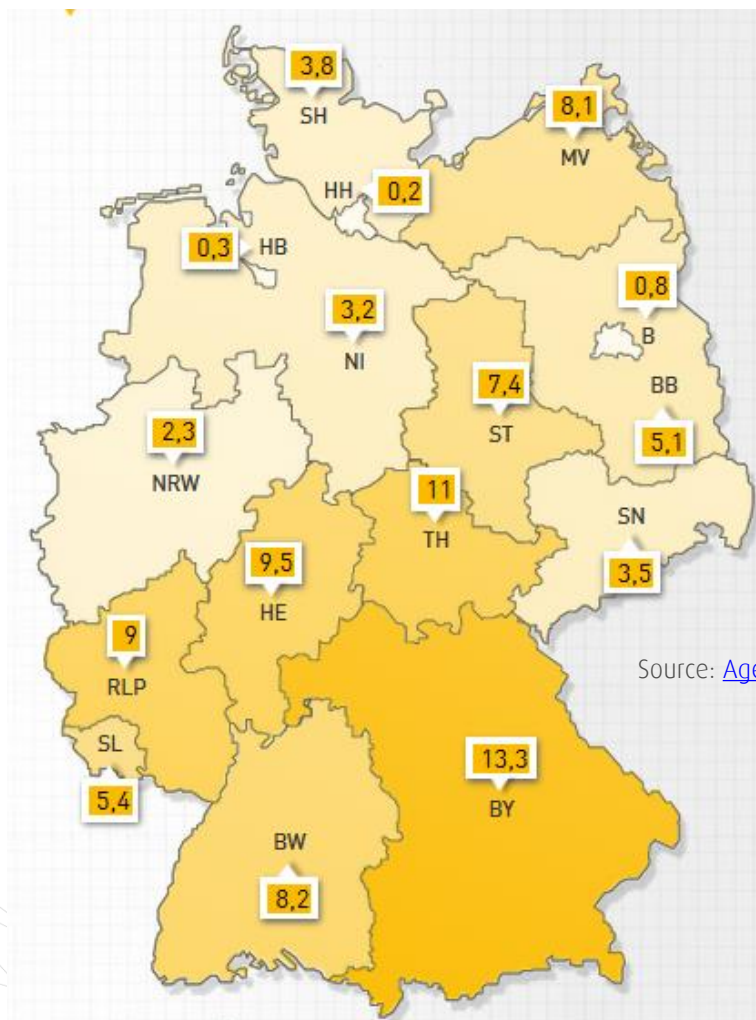 3,8
SH
8,1
MV
HH
0,2
0,3
HB
3,2
NI
0,8
B
BB
5,1
7,4
ST
2,3
NRW
11
TH
SN
3,5
9,5
HE
9
RLP
Source: Age
SL
5,4
13,3
BY
BW
8,2